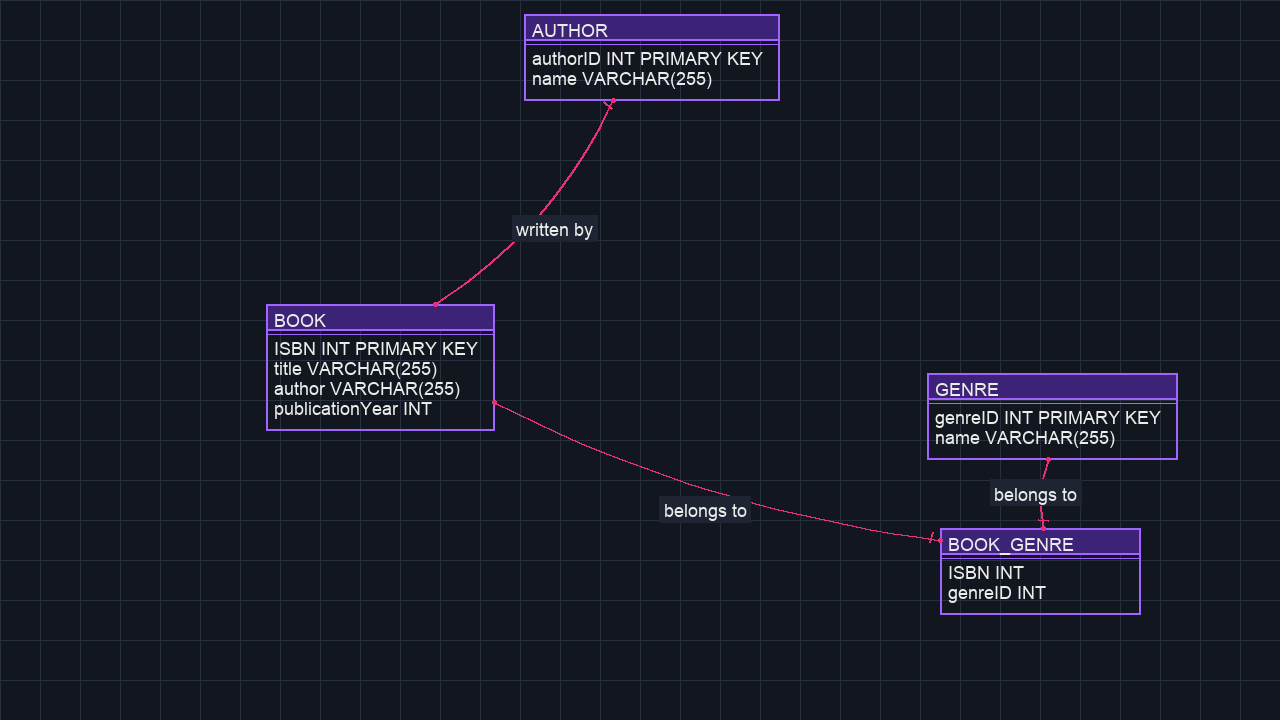 AUTHOR
authorID INT PRIMARY KEY
name VARCHAR(255)
written by
BOOK
ISBN INT PRIMARY KEY
title VARCHAR(255)
author VARCHAR(255)
publicationYear INT
GENRE
genreID INT PRIMARY KEY
name VARCHAR(255)
belongs to
belongs to
BOOK_GENRE
ISBN INT
genreID INT